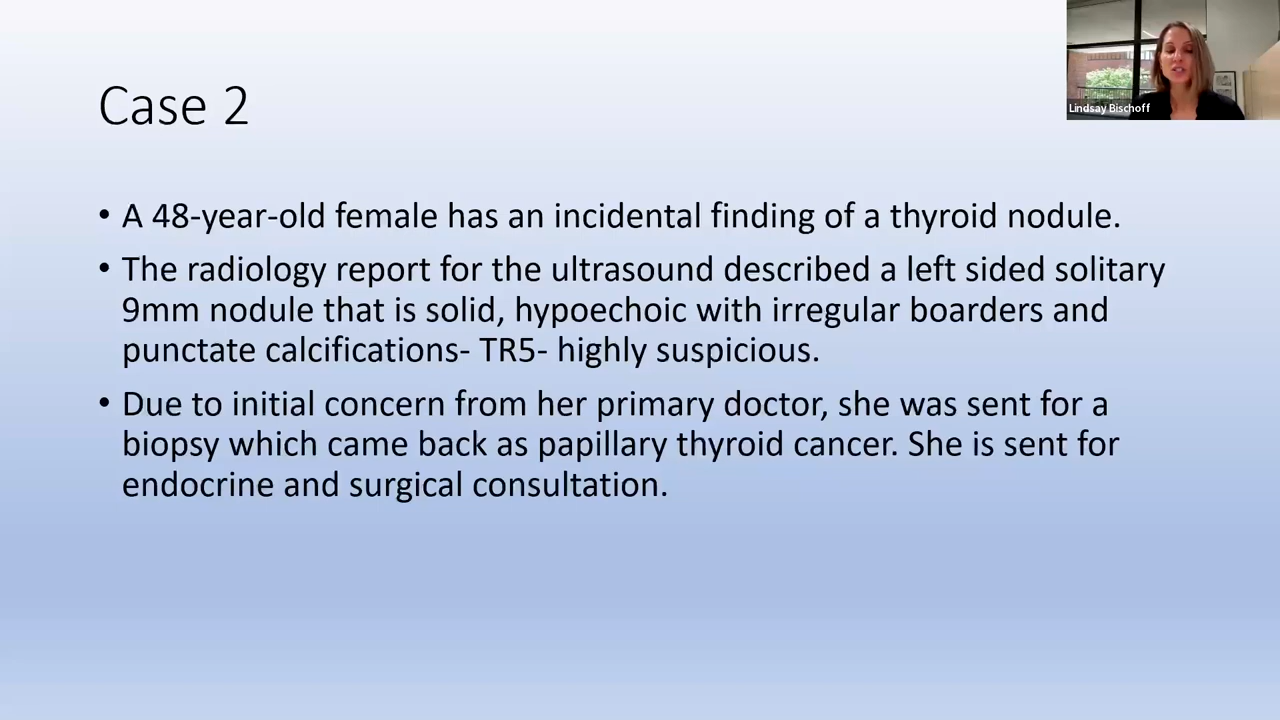 Case 2
Lindsay Bischoff
• A 48-year-old female has an incidental finding of a thyroid nodule.
• The radiology report for the ultrasound described a left sided solitary
9mm nodule that is solid, hypoechoic with irregular boarders and
punctate calcifications- TR5- highly suspicious.
• Due to initial concern from her primary doctor, she was sent for a
biopsy which came back as papillary thyroid cancer. She is sent for
endocrine and surgical consultation.